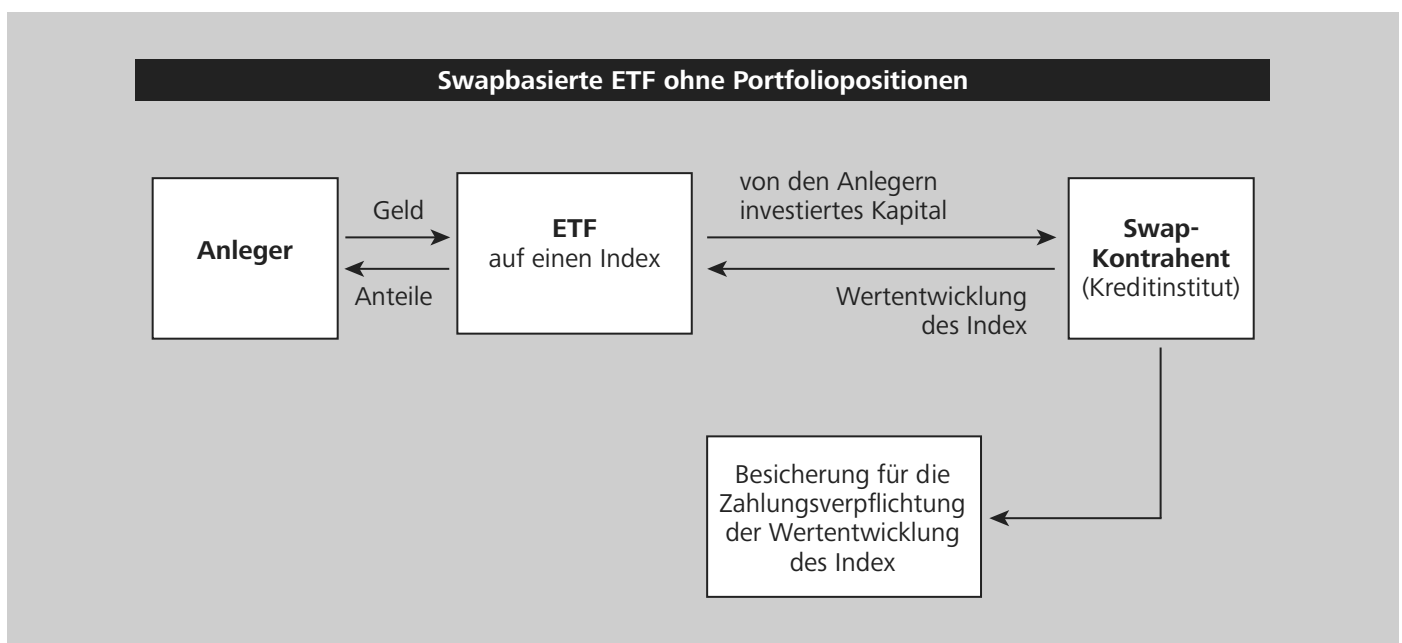 Swapbasierte ETF ohne Portfoliopositionen
Anleger
Geld
Anteile
ETF
auf einen Index
von den Anlegern
investiertes Kapital
Wertentwicklung
des Index
Swap-
Kontrahent
(Kreditinstitut)
Besicherung für die
Zahlungsverpflichtung
der Wertentwicklung
des Index